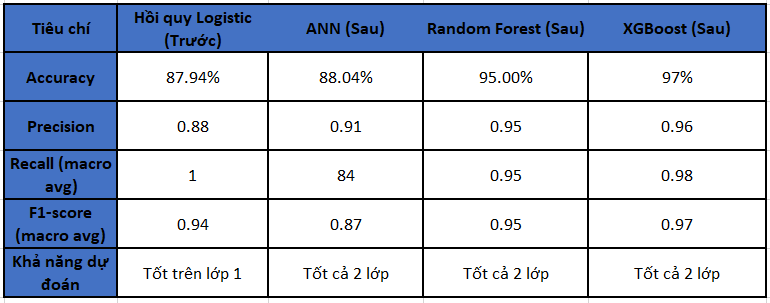 Tiêu chí
Hồi quy Logistic
(Trước)
ANN (Sau)
Random Forest (Sau)
XGBoost (Sau)
Accuracy
87.94%
88.04%
95.00%
97%
Precision
0.88
0.91
0.95
0.96
Recall (macro
avg)
1
84
0.95
0.98
F1-score
(macro avg)
0.94
0.87
0.95
0.97
Khả năng dự
đoán
Tốt trên lớp 1
Tốt cả 2 lớp
Tốt cả 2 lớp
Tốt cả 2 lớp